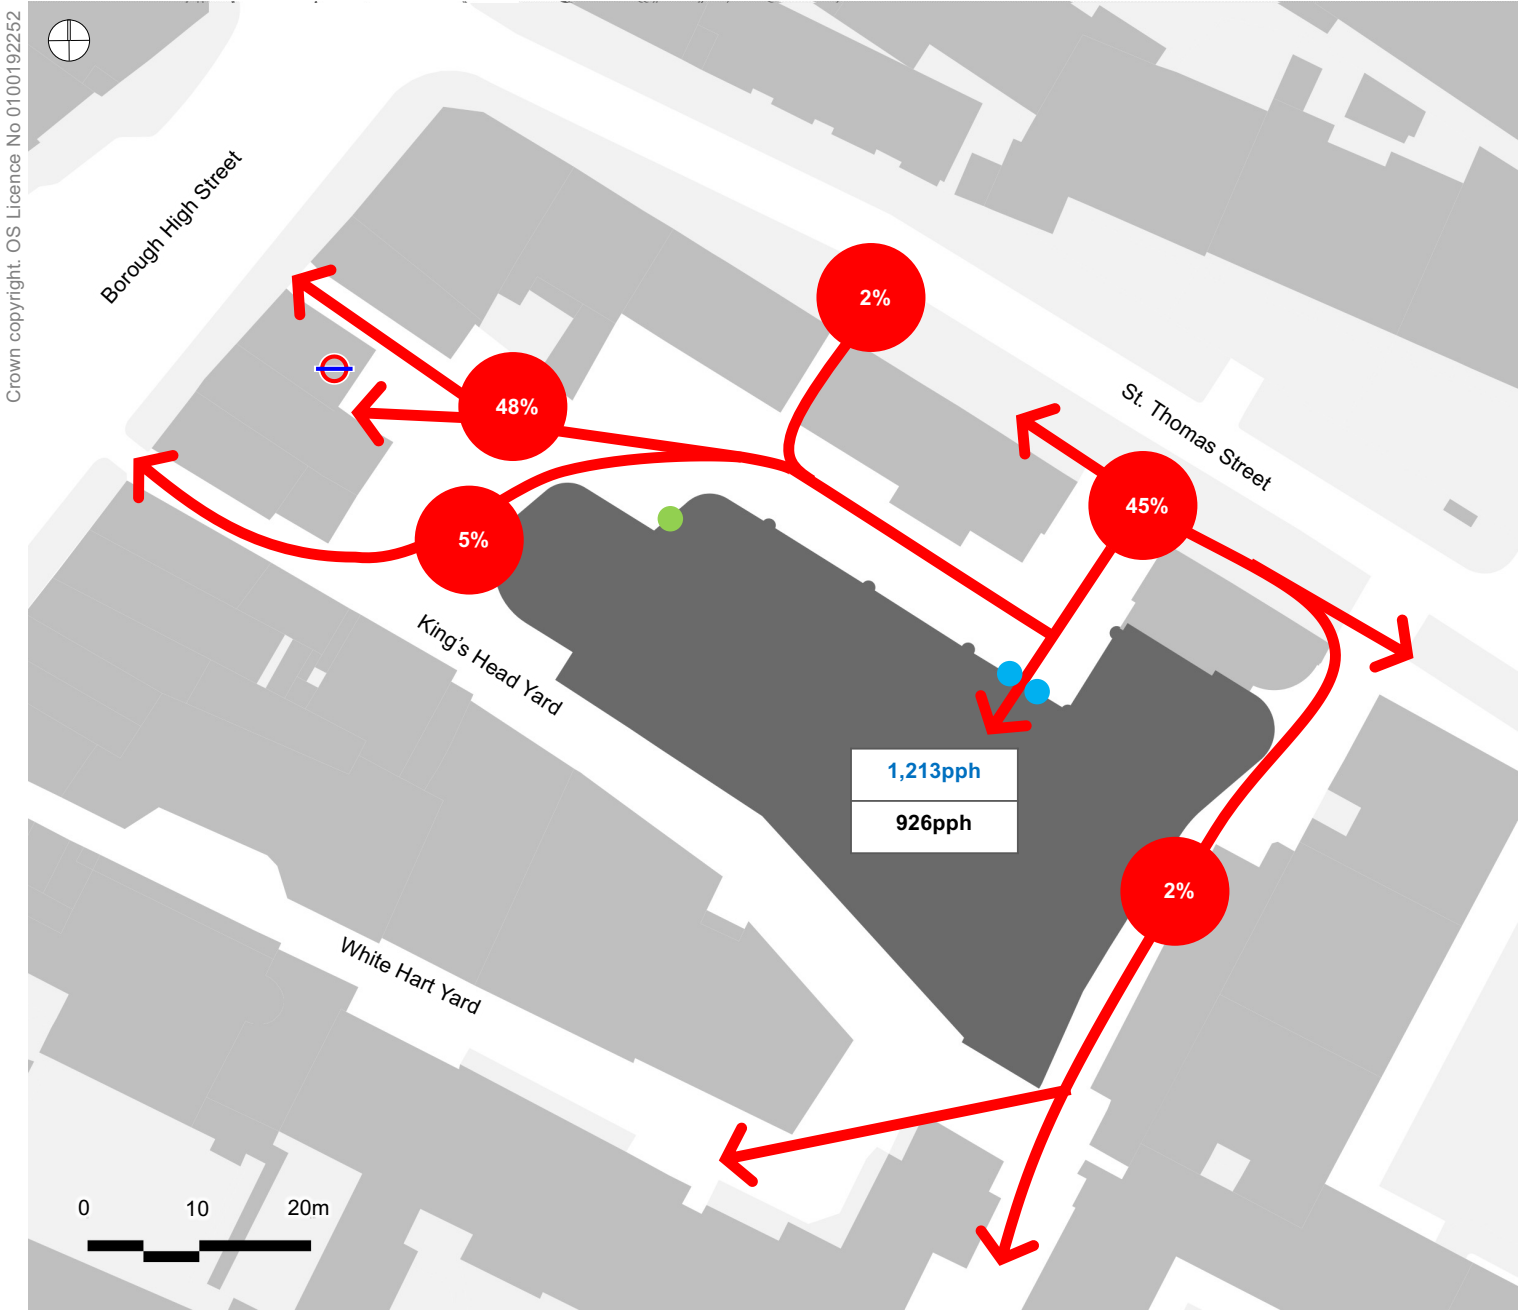 Crown copyright. OS Licence No 0100192252
Borough High Street
2%
St. Thomas Street
48%
45%
5%
King's Head Yard
1,213pph
926pph
2%
White Hart Yard
0 10 20m